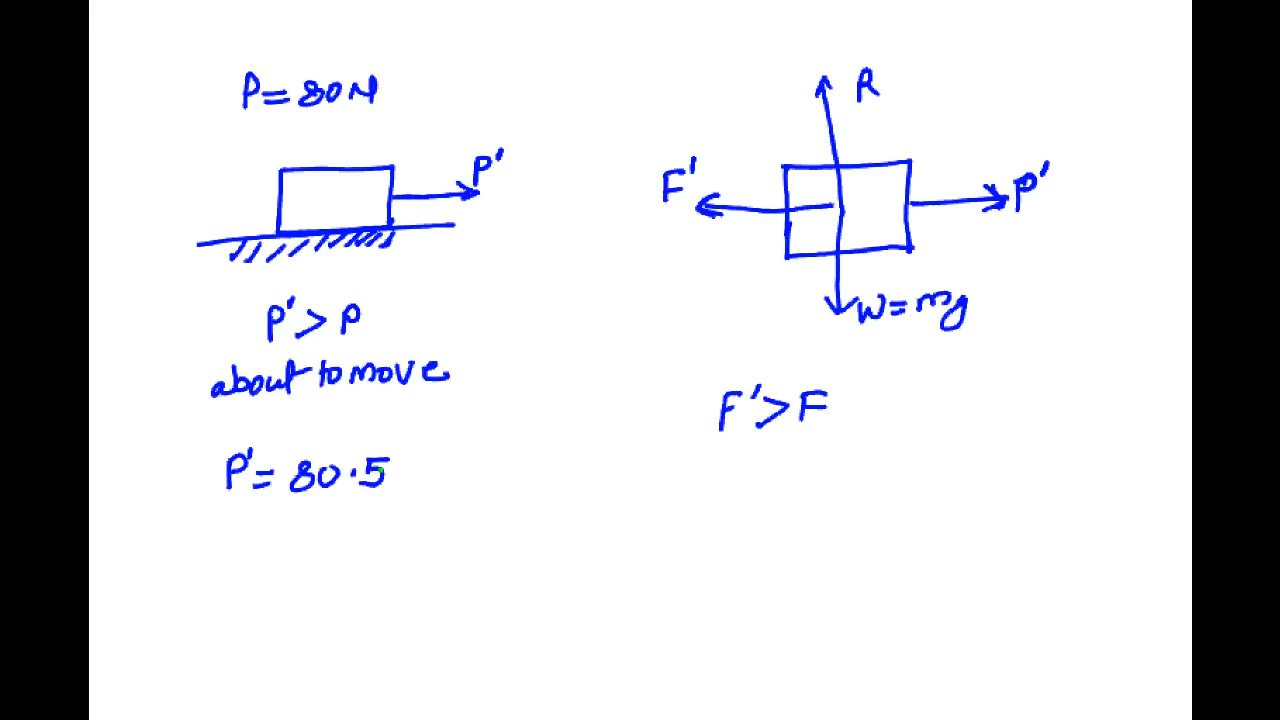 P = 80N
P'
P' > P
about to move
P' = 80.5
R
F'
P'
W = mg
F' > F